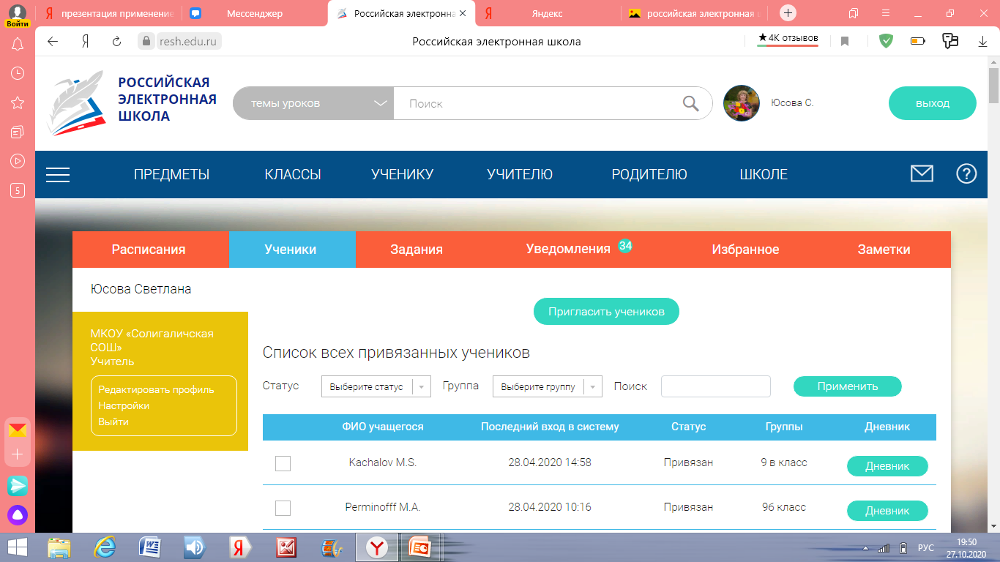 Войти
презентация применение
Мессенджер
Российская электронна
Яндекс
российская электронная
resh.edu.ru
Российская электронная школа
★4К отзывов
РОССИЙСКАЯ
ЭЛЕКТРОННАЯ
ШКОЛА
темы уроков
Поиск
Юсова С.
выход
ПРЕДМЕТЫ
КЛАССЫ
УЧЕНИКУ
УЧИТЕЛЮ
РОДИТЕЛЮ
ШКОЛЕ
5
Расписания
Ученики
Задания
Уведомления 34
Избранное
Заметки
Юсова Светлана
МКОУ «Солигаличская
СОШ»
Учитель
Редактировать профиль
Настройки
Выйти
Пригласить учеников
Список всех привязанных учеников
Статус
Выберите статус
Группа
Выберите группу
Поиск
Применить
ФИО учащегося
Последний вход в систему
Статус
Группы
Дневник
Kachalov M.S.
28.04.2020 14:58
Привязан
9 в класс
Дневник
Perminofff M.A.
28.04.2020 10:16
Привязан
9б класс
Дневник
РУС
19:50
27.10.2020